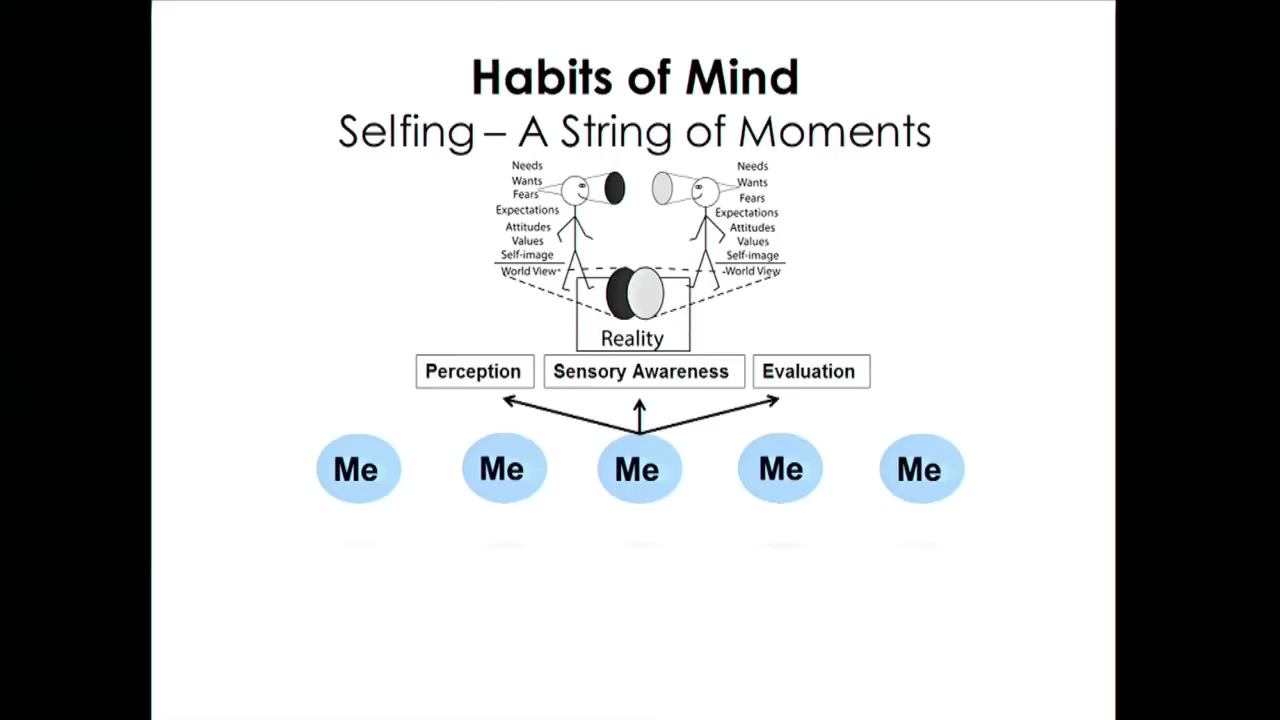 Habits of Mind
Selfing – A String of Moments
Needs
Wants
Fears
Expectations
Attitudes
Values
Self-image
World View
Needs
Wants
Fears
Expectations
Attitudes
Values
Self-image
World View
Reality
Perception
Sensory Awareness
Evaluation
Me Me Me Me Me